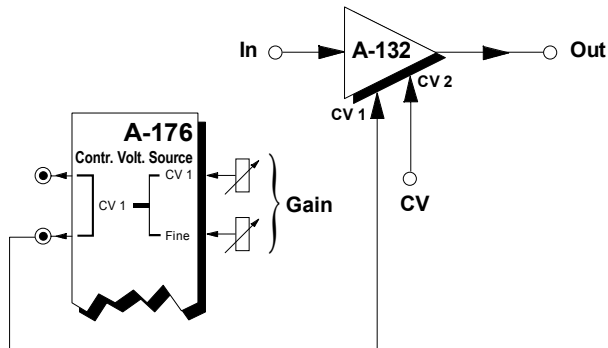 In
A-132
Out
CV 2
CV 1
A-176
Contr. Volt. Source
CV 1
CV 1
Fine
Gain
CV